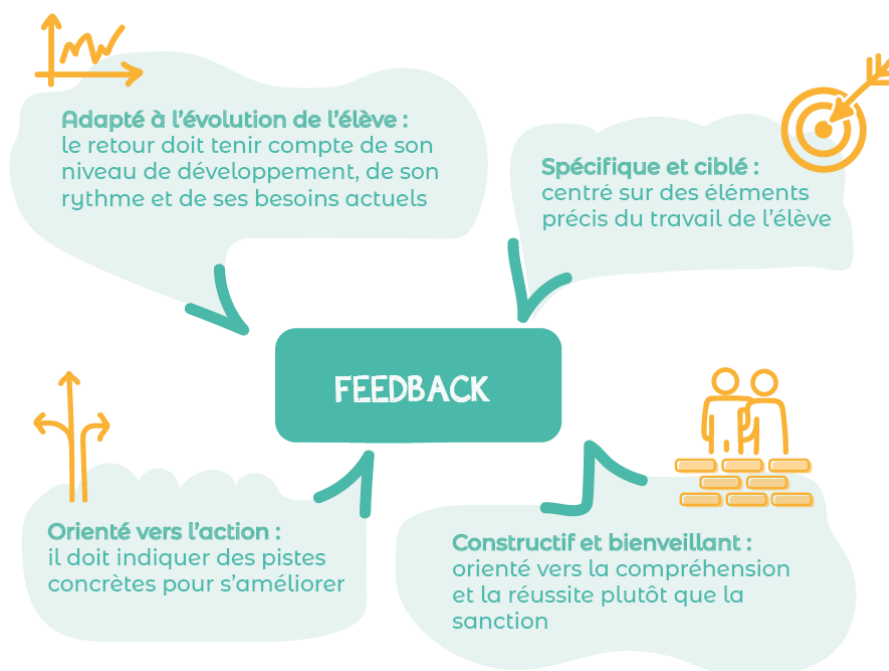 Adapté à l'évolution de l'élève :
le retour doit tenir compte de son
niveau de développement, de son
rythme et de ses besoins actuels
Spécifique et ciblé :
centré sur des éléments
précis du travail de l'élève
FEEDBACK
Orienté vers l'action :
il doit indiquer des pistes
concrètes pour s'améliorer
Constructif et bienveillant :
orienté vers la compréhension
et la réussite plutôt que la
sanction